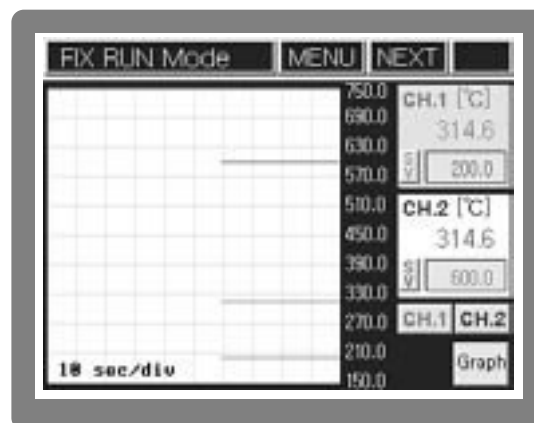 FIX RUN Mode MENU NEXT
750.0
690.0
630.0
570.0
510.0
450.0
390.0
330.0
270.0
210.0
150.0
CH.1 [℃]
314.6
SV 200.0
CH.2 [℃]
314.6
SV 600.0
CH.1 CH.2
Graph
10 sec/div